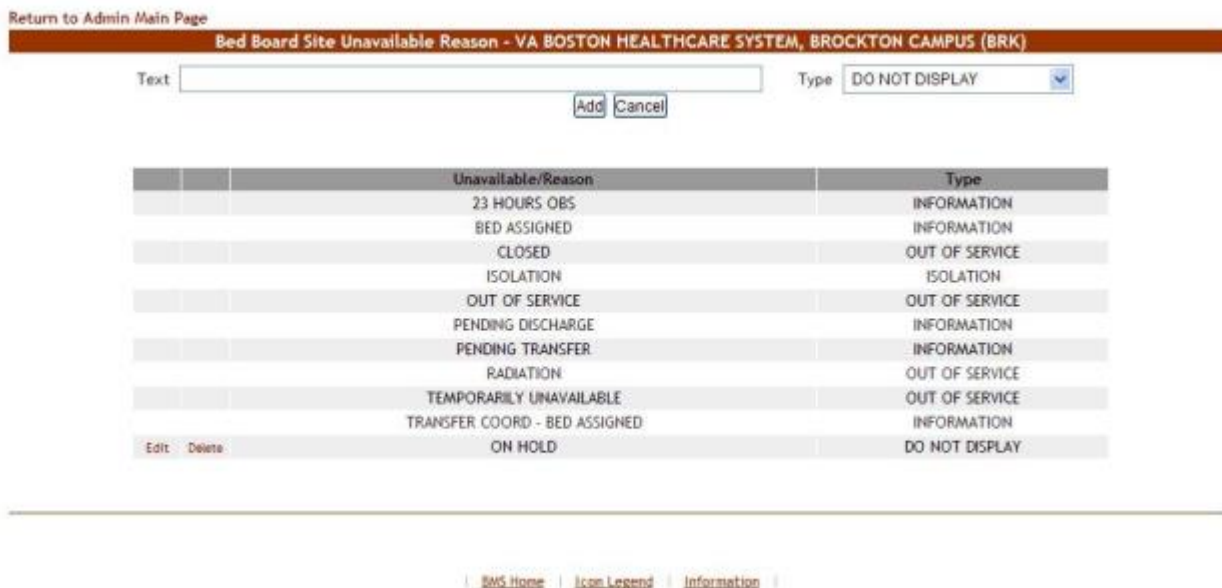 Return to Admin Main Page
Bed Board Site Unavailable Reason - VA BOSTON HEALTHCARE SYSTEM, BROCKTON CAMPUS (BRK)
Text Type DO NOT DISPLAY
Add Cancel
Unavailable/Reason Type
23 HOURS OBS INFORMATION
BED ASSIGNED INFORMATION
CLOSED OUT OF SERVICE
ISOLATION ISOLATION
OUT OF SERVICE OUT OF SERVICE
PENDING DISCHARGE INFORMATION
PENDING TRANSFER INFORMATION
RADIATION OUT OF SERVICE
TEMPORARILY UNAVAILABLE OUT OF SERVICE
TRANSFER COORD - BED ASSIGNED INFORMATION
Edit Delete ON HOLD DO NOT DISPLAY
| BMS Home | Icon Legend | Information |